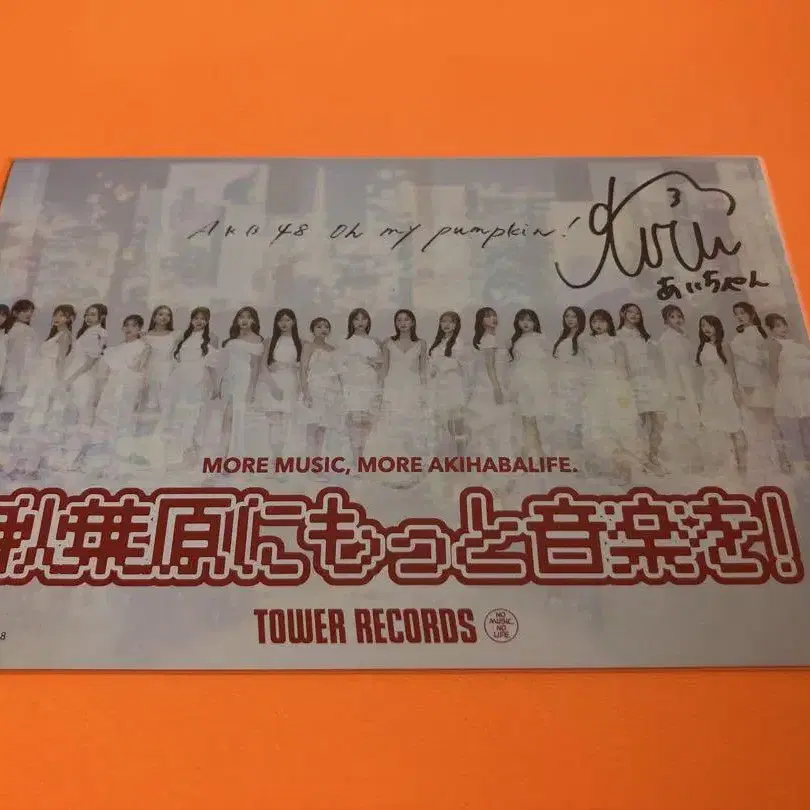 AKB48 Oh my pumpkin!
あいちゃん
MORE MUSIC, MORE AKIHABALIFE.
秋葉原にもっと音楽を!
TOWER RECORDS
NO MUSIC, NO LIFE
8